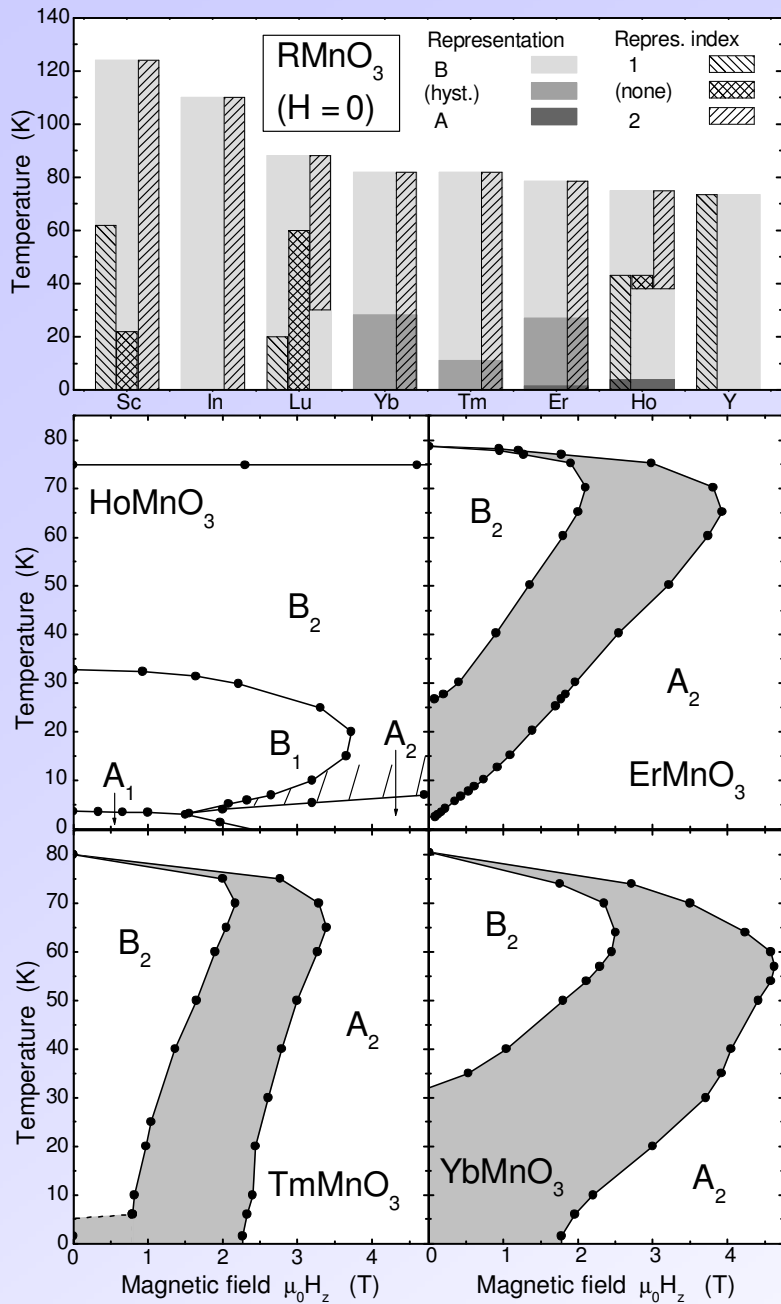 140
120
100
80
60
40
20
0
Temperature (K)
RMnO₃
(H = 0)
Representation
B
(hyst.)
A
Repres. index
1
(none)
2
Sc In Lu Yb Tm Er Ho Y
80
70
60
50
40
30
20
10
0
Temperature (K)
HoMnO₃
B₂
B₁
A₂
A₁
B₂
A₂
ErMnO₃
80
70
60
50
40
30
20
10
0
Temperature (K)
B₂
A₂
TmMnO₃
B₂
YbMnO₃
A₂
0 1 2 3 4
0 1 2 3 4
Magnetic field μ₀H_z (T)
Magnetic field μ₀H_z (T)